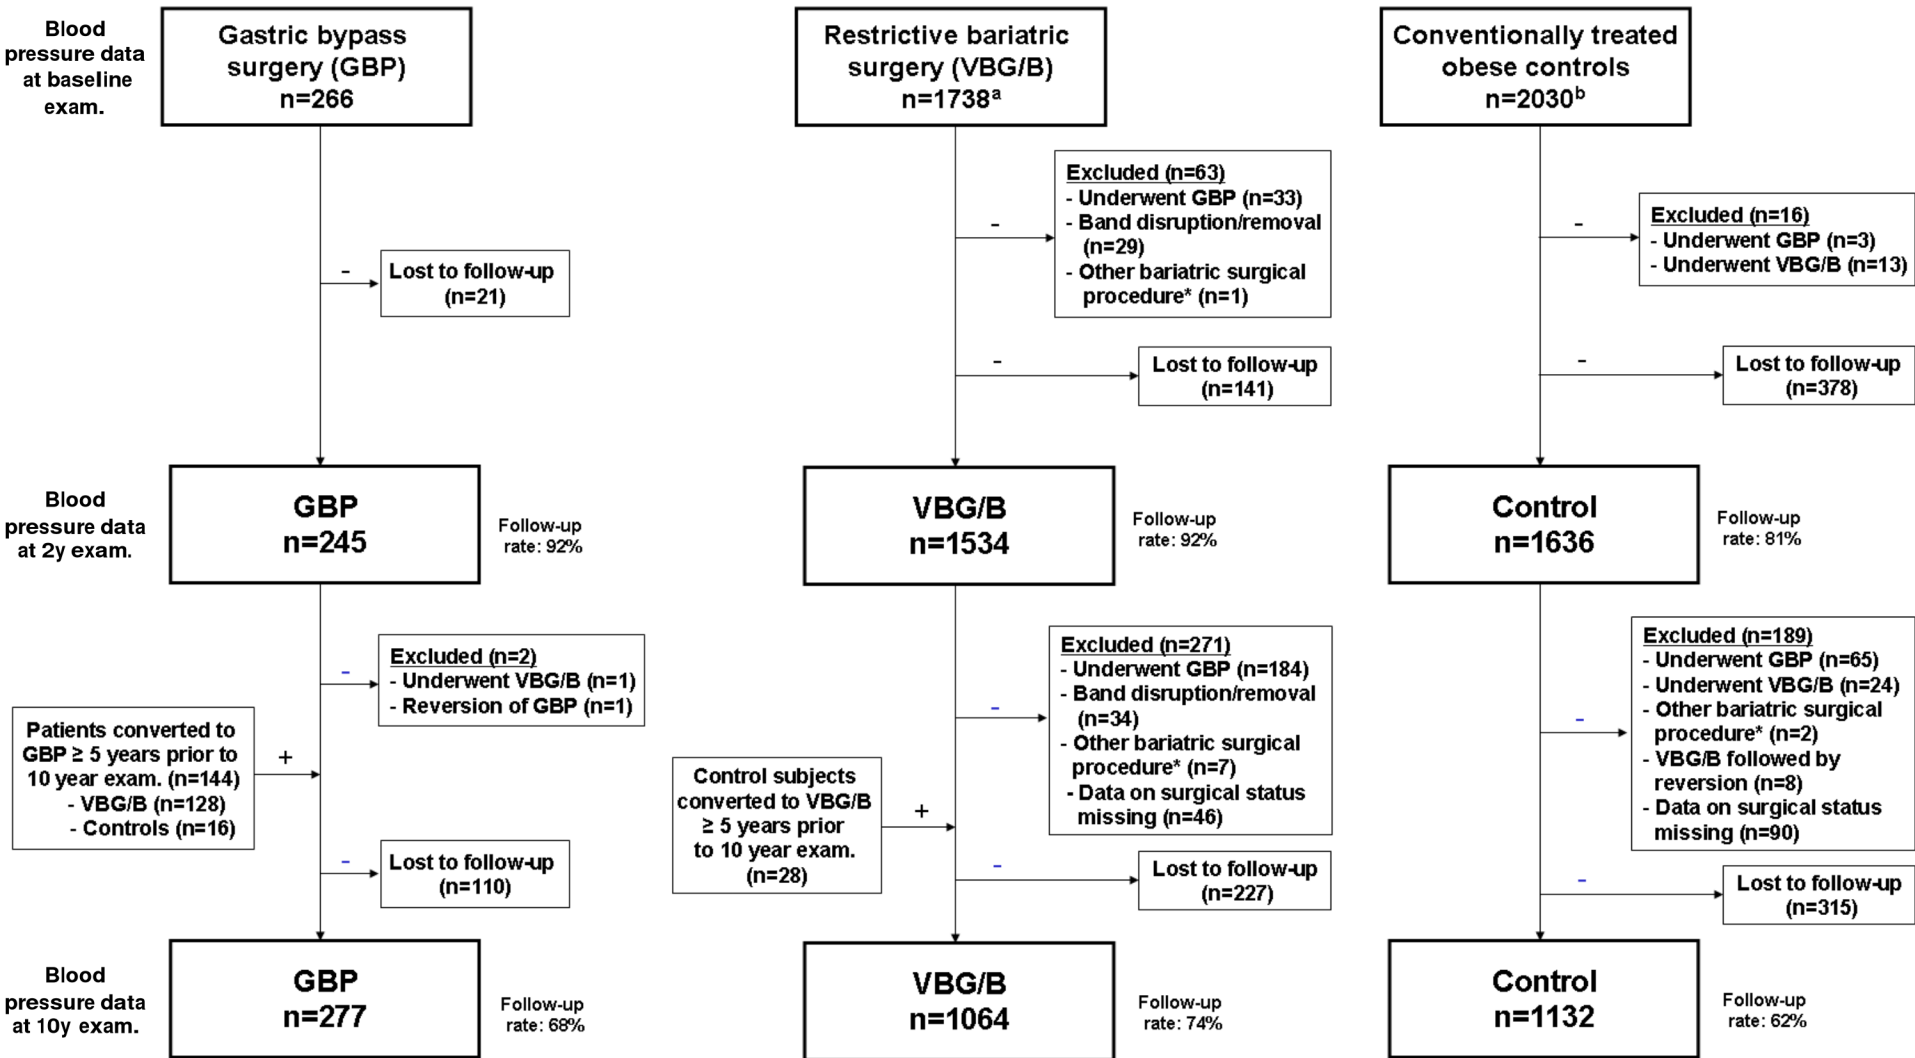 Blood
pressure data
at baseline
exam.
Gastric bypass
surgery (GBP)
n=266
Restrictive bariatric
surgery (VBG/B)
n=1738ᵃ
Conventionally treated
obese controls
n=2030ᵇ
-
Lost to follow-up
(n=21)
-
Excluded (n=63)
- Underwent GBP (n=33)
- Band disruption/removal
(n=29)
- Other bariatric surgical
procedure* (n=1)
-
Lost to follow-up
(n=141)
-
Excluded (n=16)
- Underwent GBP (n=3)
- Underwent VBG/B (n=13)
-
Lost to follow-up
(n=378)
Blood
pressure data
at 2y exam.
GBP
n=245
Follow-up
rate: 92%
VBG/B
n=1534
Follow-up
rate: 92%
Control
n=1636
Follow-up
rate: 81%
-
Excluded (n=2)
- Underwent VBG/B (n=1)
- Reversion of GBP (n=1)
Patients converted to
GBP ≥ 5 years prior to
10 year exam. (n=144)
- VBG/B (n=128)
- Controls (n=16)
+
-
Lost to follow-up
(n=110)
-
Excluded (n=271)
- Underwent GBP (n=184)
- Band disruption/removal
(n=34)
- Other bariatric surgical
procedure* (n=7)
- Data on surgical status
missing (n=46)
Control subjects
converted to VBG/B
≥ 5 years prior
to 10 year exam.
(n=28)
+
-
Lost to follow-up
(n=227)
-
Excluded (n=189)
- Underwent GBP (n=65)
- Underwent VBG/B (n=24)
- Other bariatric surgical
procedure* (n=2)
- VBG/B followed by
reversion (n=8)
- Data on surgical status
missing (n=90)
-
Lost to follow-up
(n=315)
Blood
pressure data
at 10y exam.
GBP
n=277
Follow-up
rate: 68%
VBG/B
n=1064
Follow-up
rate: 74%
Control
n=1132
Follow-up
rate: 62%